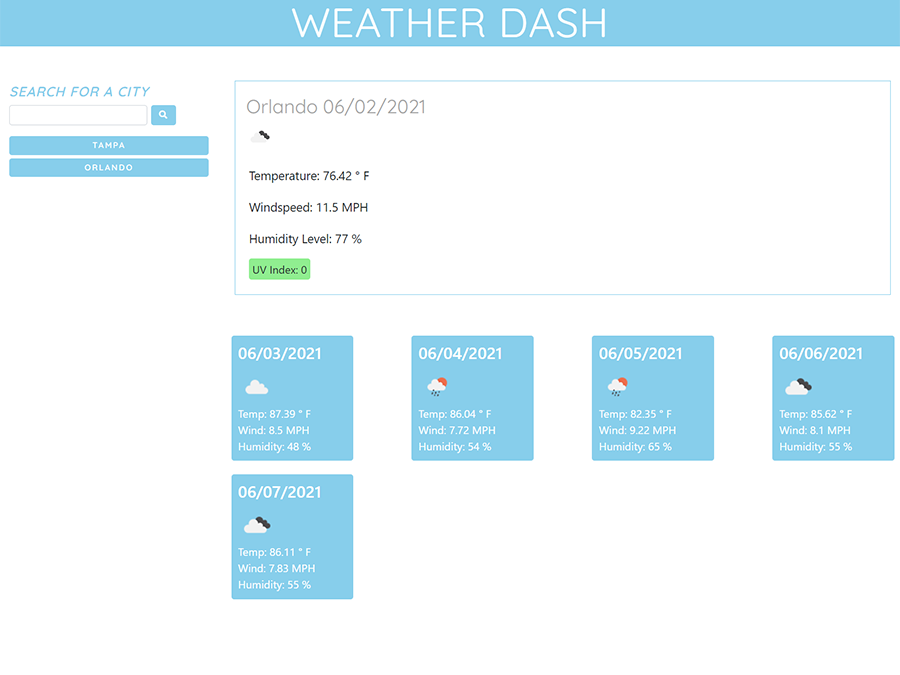 WEATHER DASH
SEARCH FOR A CITY
TAMPA
ORLANDO
Orlando 06/02/2021
Temperature: 76.42 ° F
Windspeed: 11.5 MPH
Humidity Level: 77 %
UV Index: 0
06/03/2021
Temp: 87.39 ° F
Wind: 8.5 MPH
Humidity: 48 %
06/04/2021
Temp: 86.04 ° F
Wind: 7.72 MPH
Humidity: 54 %
06/05/2021
Temp: 82.35 ° F
Wind: 9.22 MPH
Humidity: 65 %
06/06/2021
Temp: 85.62 ° F
Wind: 8.1 MPH
Humidity: 55 %
06/07/2021
Temp: 86.11 ° F
Wind: 7.83 MPH
Humidity: 55 %